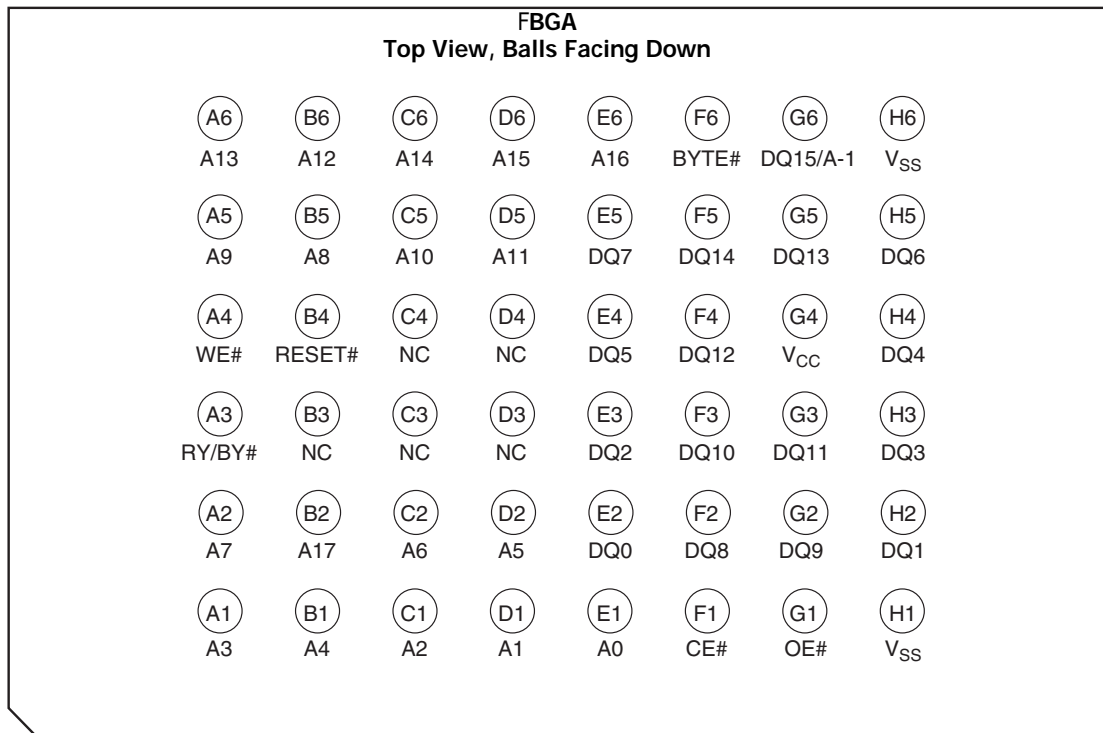 FBGA
Top View, Balls Facing Down
A6 B6 C6 D6 E6 F6 G6 H6
A13 A12 A14 A15 A16 BYTE# DQ15/A-1 VSS
A5 B5 C5 D5 E5 F5 G5 H5
A9 A8 A10 A11 DQ7 DQ14 DQ13 DQ6
A4 B4 C4 D4 E4 F4 G4 H4
WE# RESET# NC NC DQ5 DQ12 VCC DQ4
A3 B3 C3 D3 E3 F3 G3 H3
RY/BY# NC NC NC DQ2 DQ10 DQ11 DQ3
A2 B2 C2 D2 E2 F2 G2 H2
A7 A17 A6 A5 DQ0 DQ8 DQ9 DQ1
A1 B1 C1 D1 E1 F1 G1 H1
A3 A4 A2 A1 A0 CE# OE# VSS